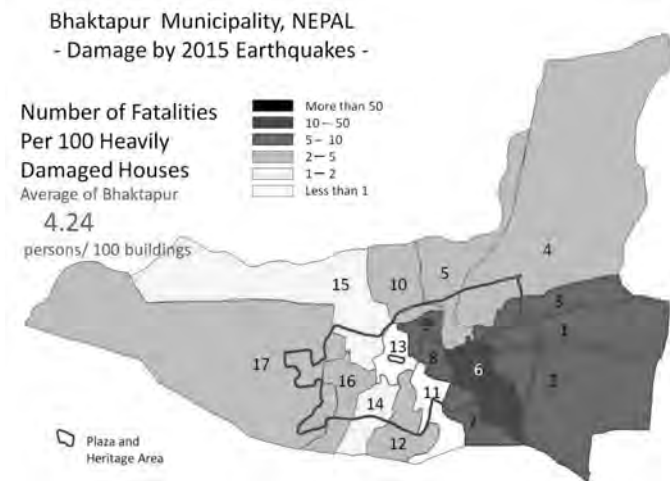 Bhaktapur Municipality, NEPAL
- Damage by 2015 Earthquakes -
Number of Fatalities
Per 100 Heavily
Damaged Houses
Average of Bhaktapur
4.24
persons/ 100 buildings
More than 50
10 — 50
5 – 10
2 — 5
1 — 2
Less than 1
4
5
10
15
3
1
9
13
8
6
2
17
16
11
14
7
12
Plaza and
Heritage Area